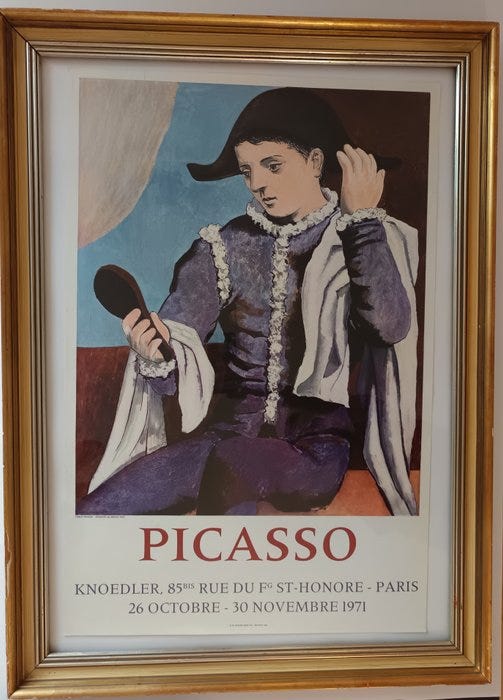 PICASSO
KNOEDLER, 85BIS RUE DU FG ST-HONORE - PARIS
26 OCTOBRE - 30 NOVEMBRE 1971